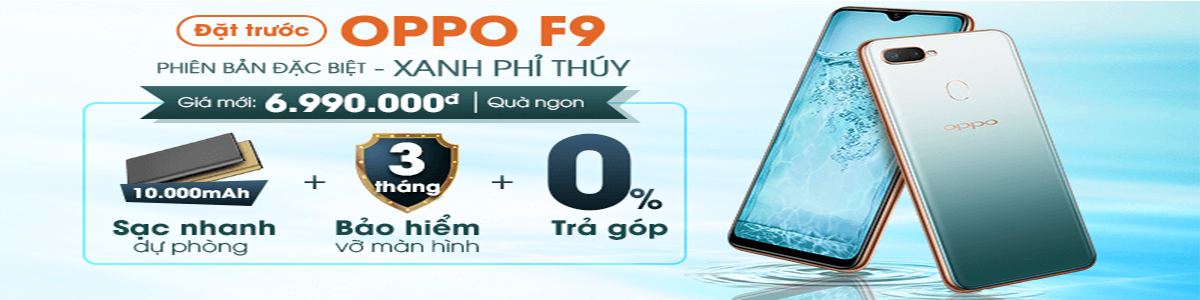 Đặt trước OPPO F9
PHIÊN BẢN ĐẶC BIỆT - XANH PHỈ THÚY
Giá mới: 6.990.000đ | Quà ngon
10.000mAh + 3 tháng + 0%
Sạc nhanh Bảo hiểm Trả góp
dự phòng vỡ màn hình
oppo